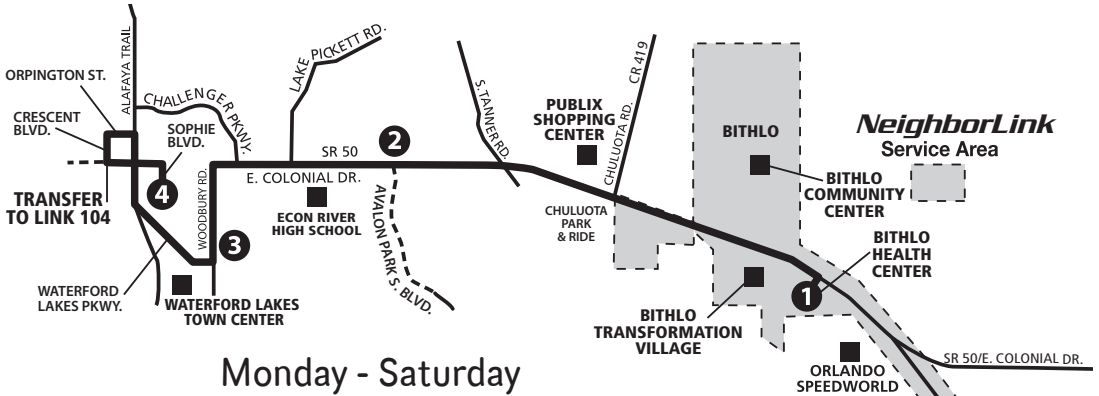 ORPINGTON ST.
CRESCENT
BLVD.
ALAFAYA TRAIL
CHALLENGER PKWY.
SOPHIE
BLVD.
4
TRANSFER
TO LINK 104
WOODBURY RD.
3
WATERFORD
LAKES PKWY.
WATERFORD LAKES
TOWN CENTER
LAKE PICKETT RD.
SR 50
E. COLONIAL DR.
2
ECON RIVER
HIGH SCHOOL
AVALON PARK S. BLVD.
S.TANNER RD.
PUBLIX
SHOPPING
CENTER
CHULUOTA RD. CR 419
CHULUOTA
PARK
& RIDE
BITHLO
NeighborLink
Service Area
BITHLO
COMMUNITY
CENTER
BITHLO
HEALTH
CENTER
1
BITHLO
TRANSFORMATION
VILLAGE
ORLANDO
SPEEDWORLD
SR 50/E. COLONIAL DR.
Monday - Saturday